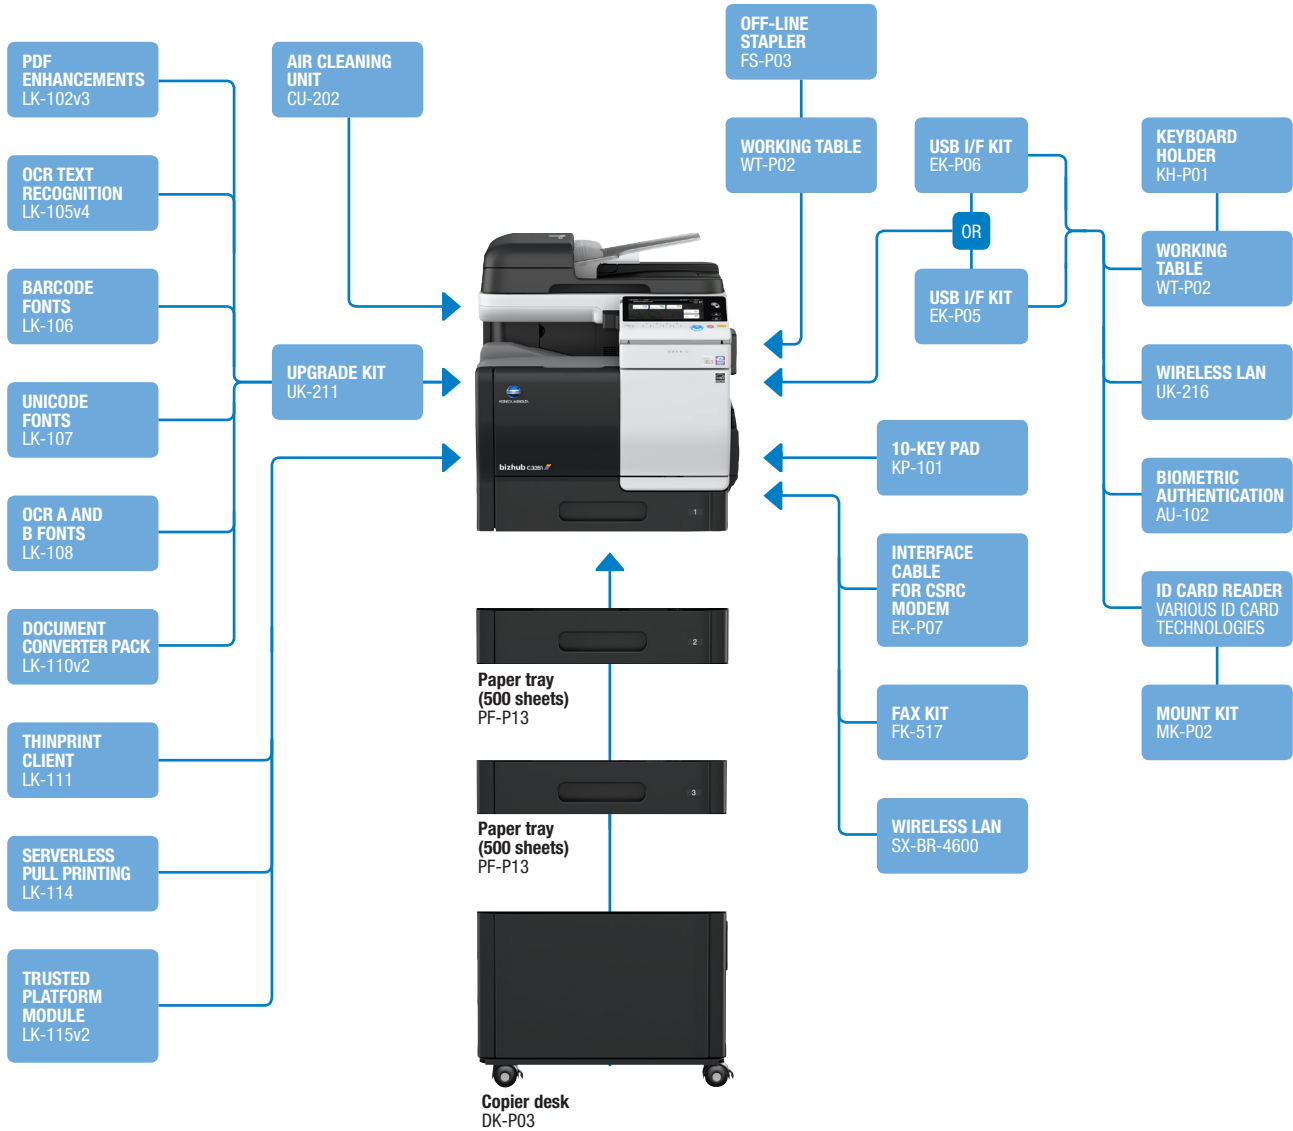 PDF
ENHANCEMENTS
LK-102v3
OCR TEXT
RECOGNITION
LK-105v4
BARCODE
FONTS
LK-106
UNICODE
FONTS
LK-107
OCR A AND
B FONTS
LK-108
DOCUMENT
CONVERTER PACK
LK-110v2
THINPRINT
CLIENT
LK-111
SERVERLESS
PULL PRINTING
LK-114
TRUSTED
PLATFORM
MODULE
LK-115v2
AIR CLEANING
UNIT
CU-202
UPGRADE KIT
UK-211
KONICA MINOLTA
bizhub C3351
1
2
Paper tray
(500 sheets)
PF-P13
3
Paper tray
(500 sheets)
PF-P13
Copier desk
DK-P03
OFF-LINE
STAPLER
FS-P03
WORKING TABLE
WT-P02
USB I/F KIT
EK-P06
OR
USB I/F KIT
EK-P05
10-KEY PAD
KP-101
INTERFACE
CABLE
FOR CSRC
MODEM
EK-P07
FAX KIT
FK-517
WIRELESS LAN
SX-BR-4600
KEYBOARD
HOLDER
KH-P01
WORKING
TABLE
WT-P02
WIRELESS LAN
UK-216
BIOMETRIC
AUTHENTICATION
AU-102
ID CARD READER
VARIOUS ID CARD
TECHNOLOGIES
MOUNT KIT
MK-P02